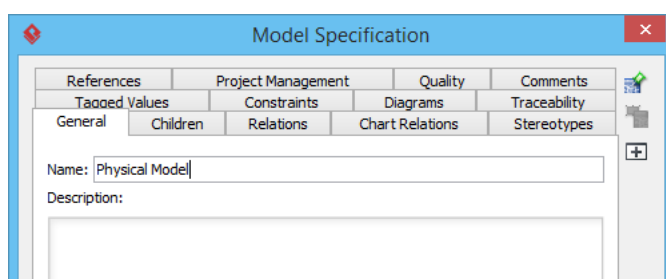 Model Specification
References Project Management Quality Comments
Tagged Values Constraints Diagrams Traceability
General Children Relations Chart Relations Stereotypes
Name: Physical Model
Description: